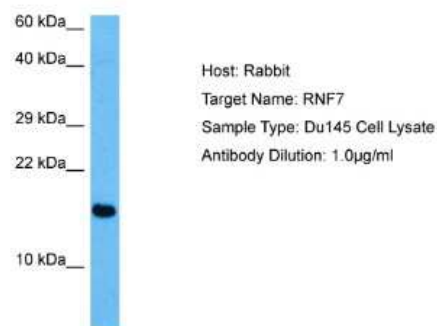 60 kDa
40 kDa
29 kDa
22 kDa
10 kDa
Host: Rabbit
Target Name: RNF7
Sample Type: Du145 Cell Lysate
Antibody Dilution: 1.0µg/ml